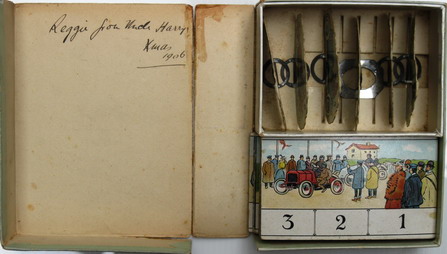 Reggie from Uncle Harry
Xmas
1906
3 2 1